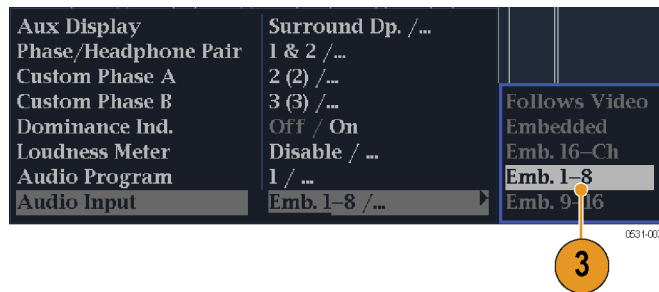 Aux Display Surround Dp. /...
Phase/Headphone Pair 1 & 2 /...
Custom Phase A 2 (2) /...
Custom Phase B 3 (3) /...
Dominance Ind. Off / On
Loudness Meter Disable / ...
Audio Program 1 / ...
Audio Input Emb. 1–8 /...
Follows Video
Embedded
Emb. 16–Ch
Emb. 1–8
Emb. 9–16
3